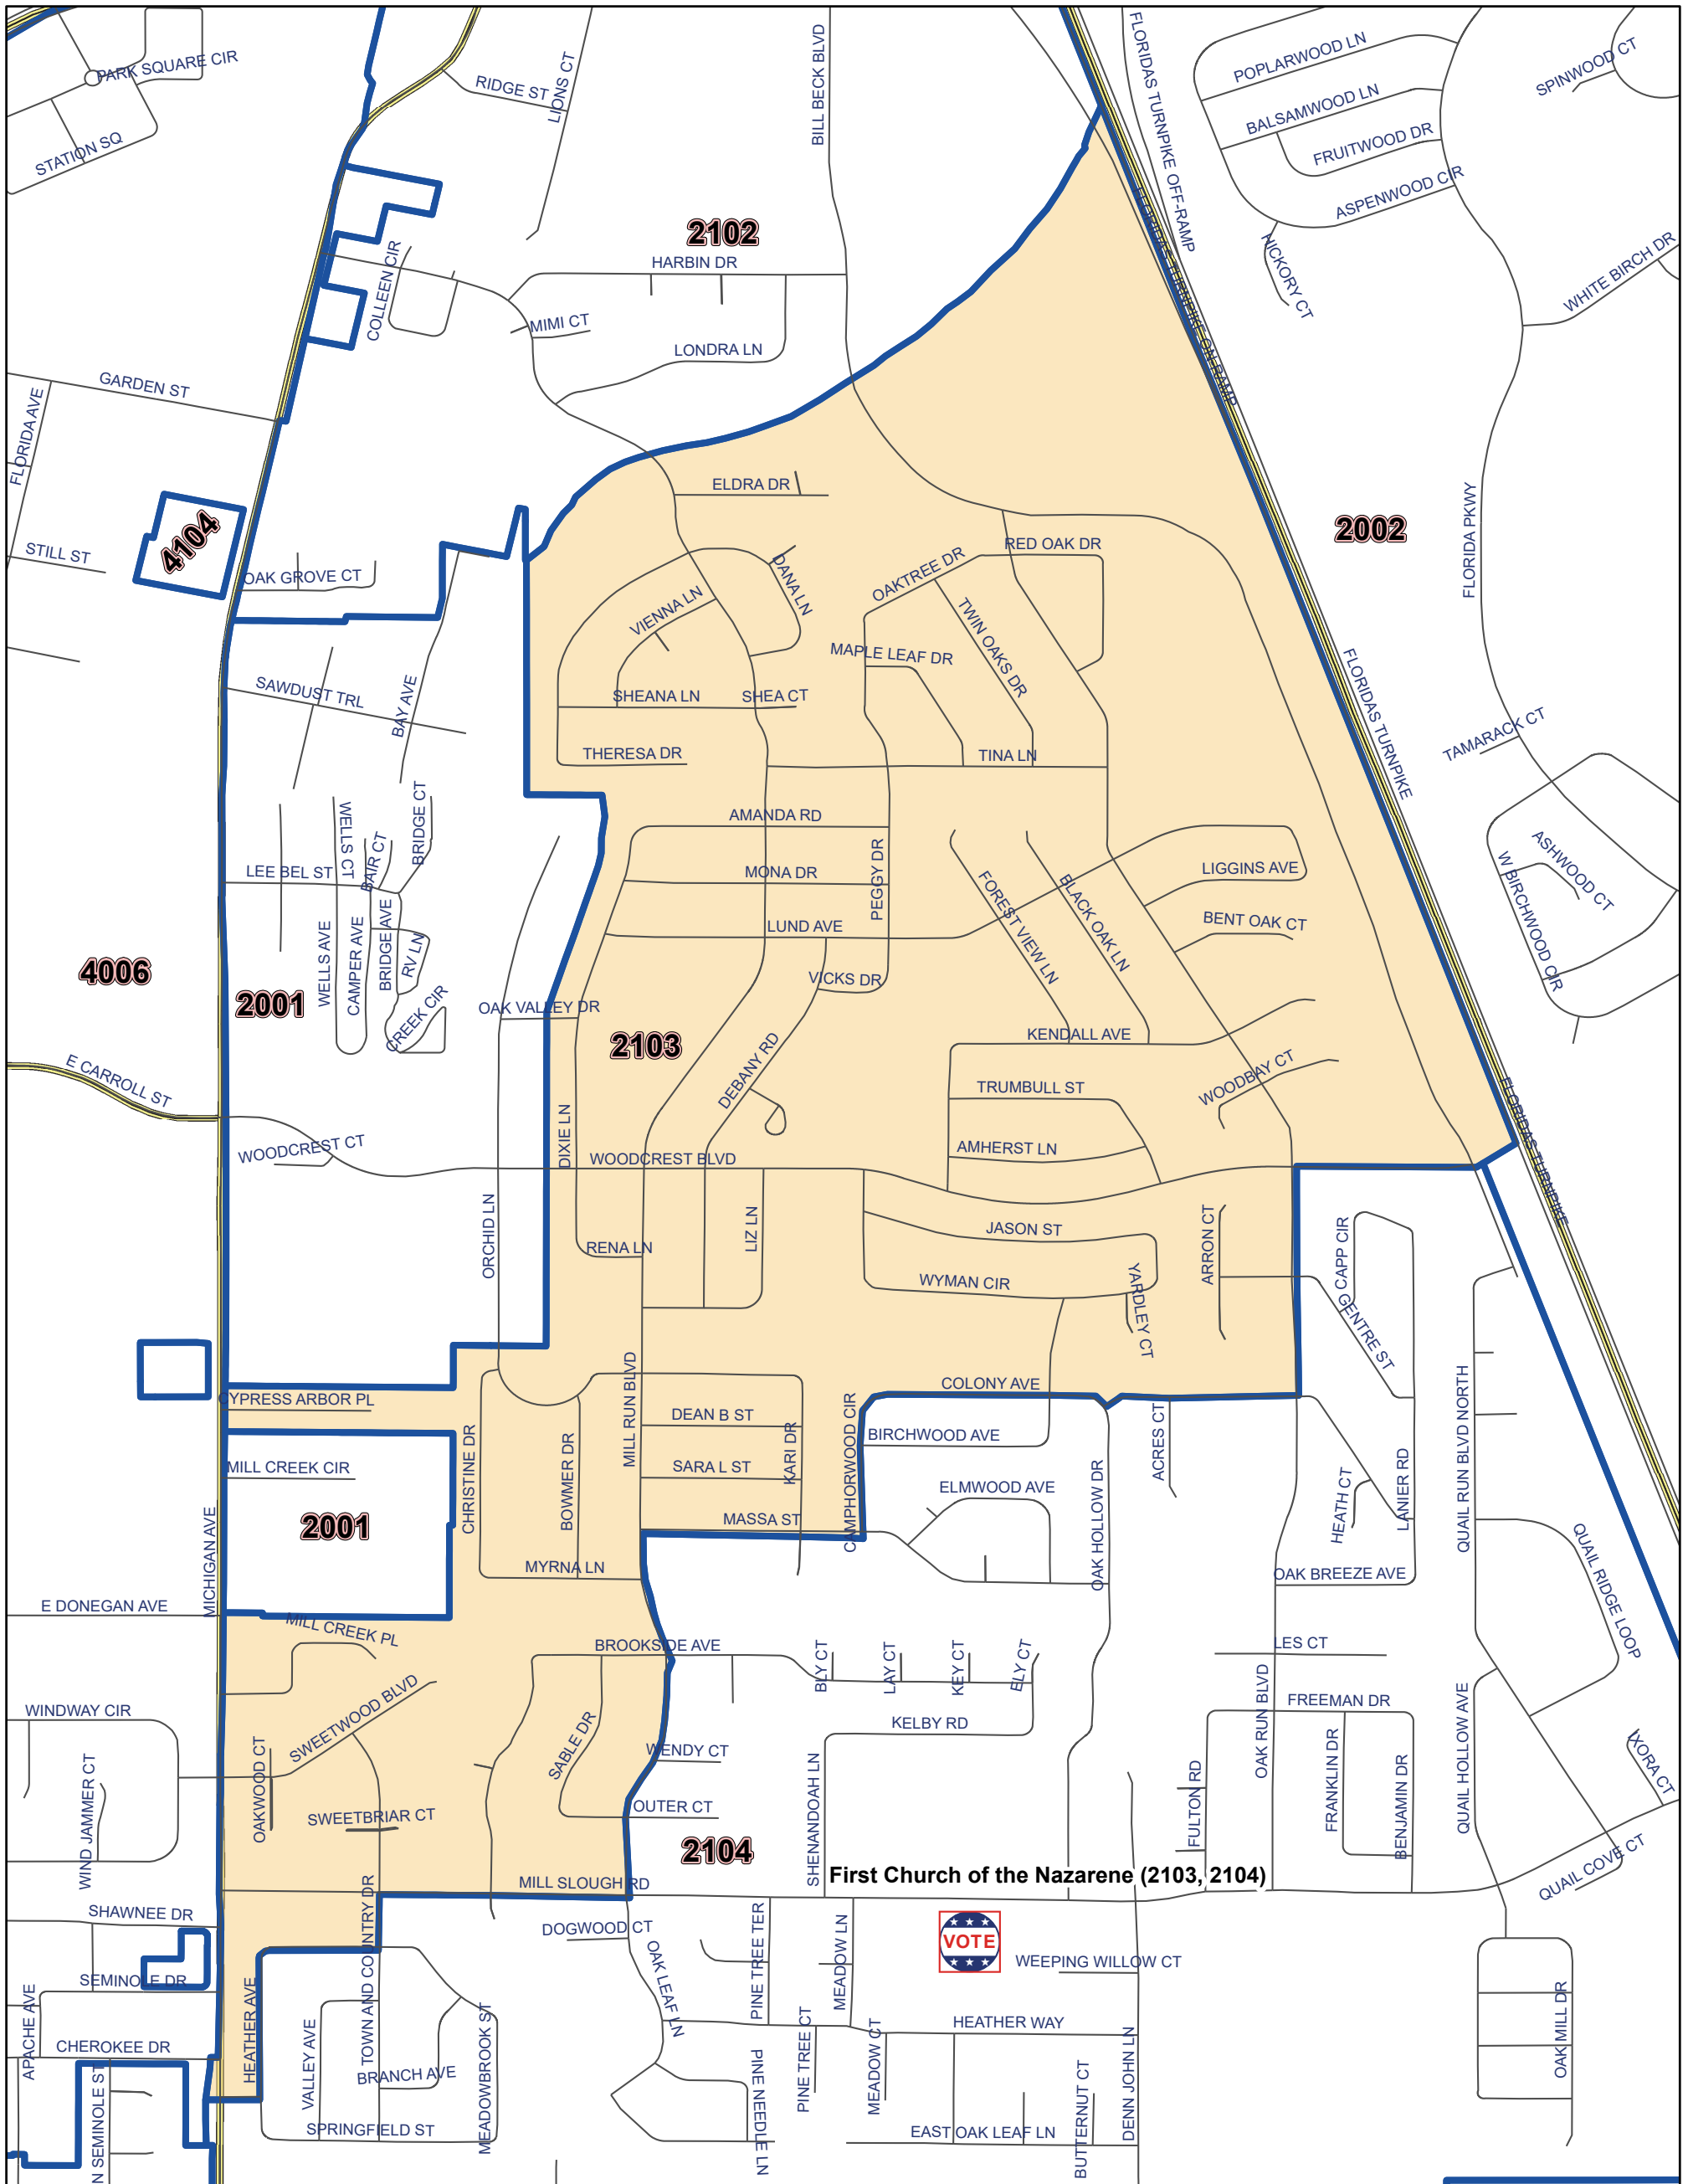 PARK SQUARE CIR
STATION SQ
RIDGE ST
LIONS CT
BILL BECK BLVD
FLORIDAS TURNPIKE OFF-RAMP
POPLARWOOD LN
BALSAMWOOD LN
FRUITWOOD DR
ASPENWOOD CIR
SPINWOOD CT
HICKORY CT
WHITE BIRCH DR
2102
HARBIN DR
COLLEEN CIR
MIMI CT
LONDRA LN
FLORIDAS TURNPIKE ON-RAMP
GARDEN ST
FLORIDA AVE
STILL ST
4104
OAK GROVE CT
ELDRA DR
DANA LN
VIENNA LN
OAKTREE DR
RED OAK DR
TWIN OAKS DR
MAPLE LEAF DR
2002
FLORIDA PKWY
FLORIDAS TURNPIKE
TAMARACK CT
SAWDUST TRL
BAY AVE
SHEANA LN
SHEA CT
THERESA DR
TINA LN
AMANDA RD
MONA DR
LUND AVE
PEGGY DR
VICKS DR
FOREST VIEW LN
BLACK OAK LN
LIGGINS AVE
BENT OAK CT
ASHWOOD CT
W BIRCHWOOD CIR
WELLS CT
BAIR CT
BRIDGE CT
LEE BEL ST
WELLS AVE
CAMPER AVE
BRIDGE AVE
RV LN
CREEK CIR
4006
2001
OAK VALLEY DR
2103
DEBANY RD
KENDALL AVE
TRUMBULL ST
WOODBAY CT
AMHERST LN
E CARROLL ST
WOODCREST CT
DIXIE LN
WOODCREST BLVD
ORCHID LN
RENA LN
LIZ LN
JASON ST
WYMAN CIR
YARDLEY CT
ARRON CT
CAPP CIR
GENTRE ST
FLORIDAS TURNPIKE
CYPRESS ARBOR PL
MILL CREEK CIR
2001
MICHIGAN AVE
CHRISTINE DR
BOWMER DR
MILL RUN BLVD
DEAN B ST
SARA L ST
KARI DR
MASSA ST
CAMPHORWOOD CIR
COLONY AVE
BIRCHWOOD AVE
ELMWOOD AVE
OAK HOLLOW DR
ACRES CT
HEATH CT
LANIER RD
QUAIL RUN BLVD NORTH
OAK BREEZE AVE
QUAIL RIDGE LOOP
MYRNA LN
E DONEGAN AVE
MILL CREEK PL
BROOKSIDE AVE
BLY CT
LAY CT
KEY CT
ELY CT
LES CT
FREEMAN DR
OAK RUN BLVD
QUAIL HOLLOW AVE
IXORA CT
WINDWAY CIR
WIND JAMMER CT
SWEETWOOD BLVD
OAKWOOD CT
SWEETBRIAR CT
SABLE DR
WENDY CT
OUTER CT
KELBY RD
SHENANDOAH LN
FULTON RD
FRANKLIN DR
BENJAMIN DR
QUAIL COVE CT
2104
First Church of the Nazarene (2103, 2104)
MILL SLOUGH RD
SHAWNEE DR
SEMINOLE DR
CHEROKEE DR
APACHE AVE
N SEMINOLE ST
HEATHER AVE
TOWN AND COUNTRY DR
VALLEY AVE
BRANCH AVE
SPRINGFIELD ST
MEADOWBROOK ST
DOGWOOD CT
OAK LEAF LN
PINE TREE TER
MEADOW LN
VOTE
WEEPING WILLOW CT
HEATHER WAY
PINE TREE CT
MEADOW CT
PINE NEEDLE LN
EAST OAK LEAF LN
BUTTERNUT CT
DENN JOHN LN
OAK MILL DR